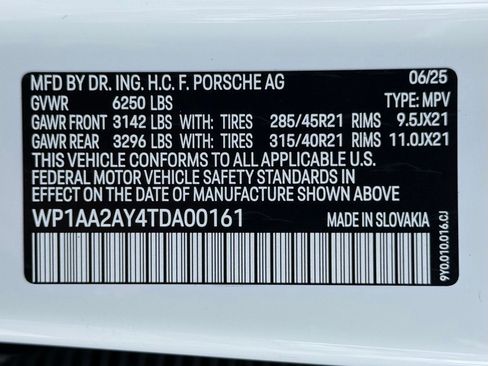 MFD BY DR. ING. H.C. F. PORSCHE AG 06/25
GVWR 6250 LBS TYPE: MPV
GAWR FRONT 3142 LBS WITH: TIRES 285/45R21 RIMS 9.5JX21
GAWR REAR 3296 LBS WITH: TIRES 315/40R21 RIMS 11.0JX21
THIS VEHICLE CONFORMS TO ALL APPLICABLE
FEDERAL MOTOR VEHICLE SAFETY STANDARDS IN
EFFECT ON THE DATE OF MANUFACTURE SHOWN ABOVE
WP1AA2AY4TDA00161 MADE IN SLOVAKIA
9Y0.010.016.CJ